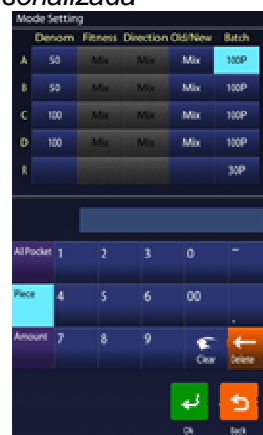 sonalizada
Mode Setting
Denom Fitness Direction Old/New Batch
A 50 Mix Mix Mix 100P
B 50 Mix Mix Mix 100P
C 100 Mix Mix Mix 100P
D 100 Mix Mix Mix 100P
R 30P
All Pocket 1 2 3 0 -
Piece 4 5 6 00 .
Amount 7 8 9 Clear Delete
Ok Back